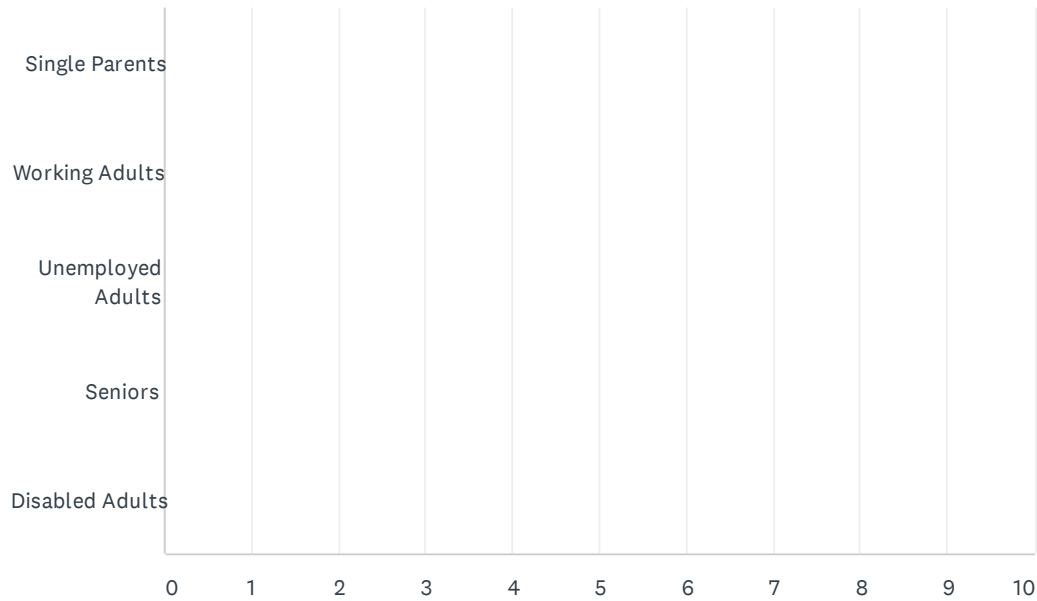 Single Parents
Working Adults
Unemployed
Adults
Seniors
Disabled Adults
0 1 2 3 4 5 6 7 8 9 10